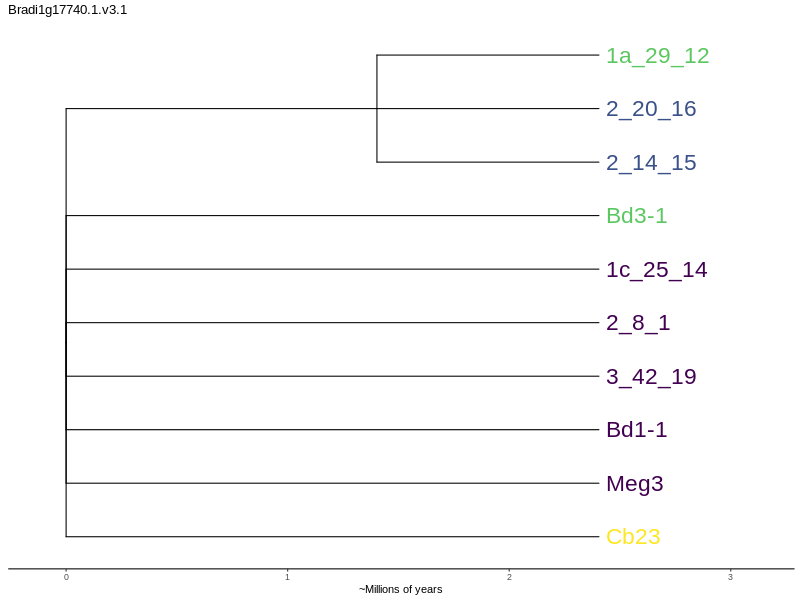 Bradi1g17740.1.v3.1
1a_29_12
2_20_16
2_14_15
Bd3-1
1c_25_14
2_8_1
3_42_19
Bd1-1
Meg3
Cb23
0 1 2 3
~Millions of years